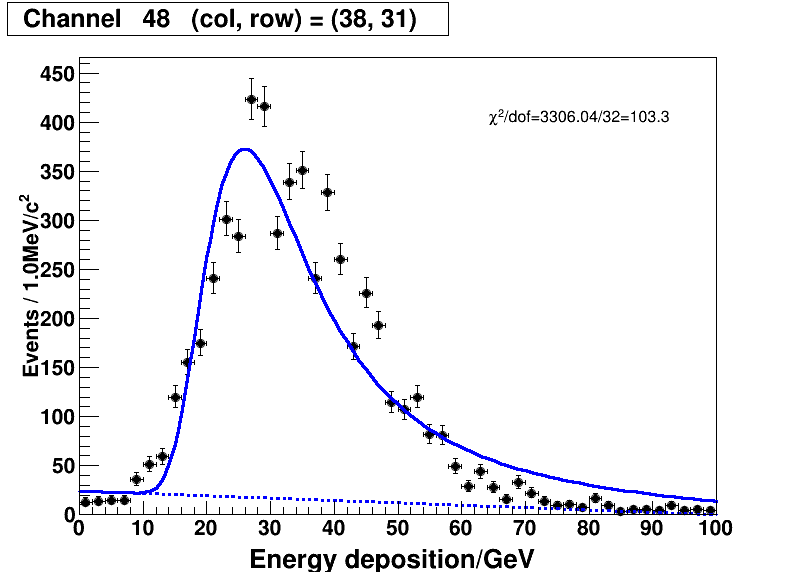 Channel 48 (col, row) = (38, 31)
χ²/dof=3306.04/32=103.3
Events / 1.0MeV/c²
450
400
350
300
250
200
150
100
50
0
0 10 20 30 40 50 60 70 80 90 100
Energy deposition/GeV